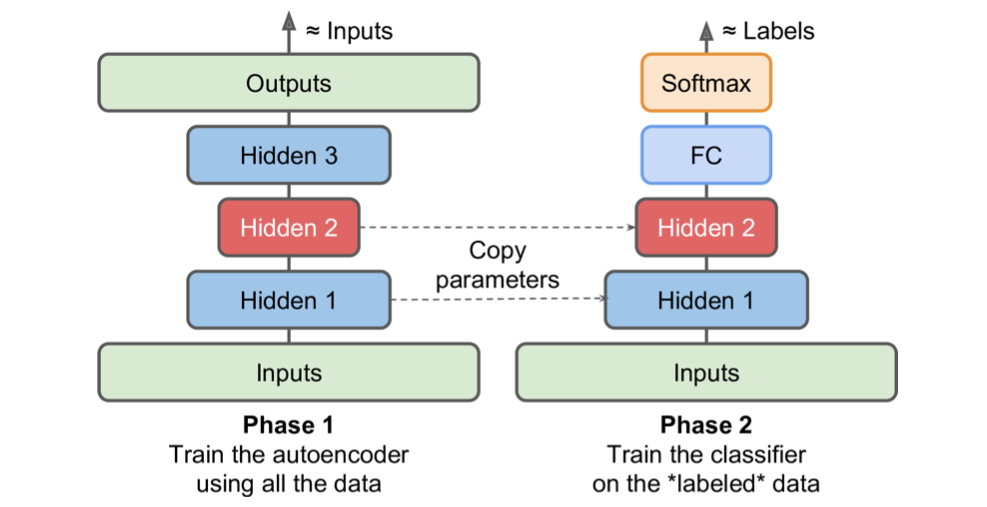 ≈ Inputs
Outputs
Hidden 3
Hidden 2
Hidden 1
Inputs
Phase 1
Train the autoencoder
using all the data
Copy
parameters
≈ Labels
Softmax
FC
Hidden 2
Hidden 1
Inputs
Phase 2
Train the classifier
on the *labeled* data